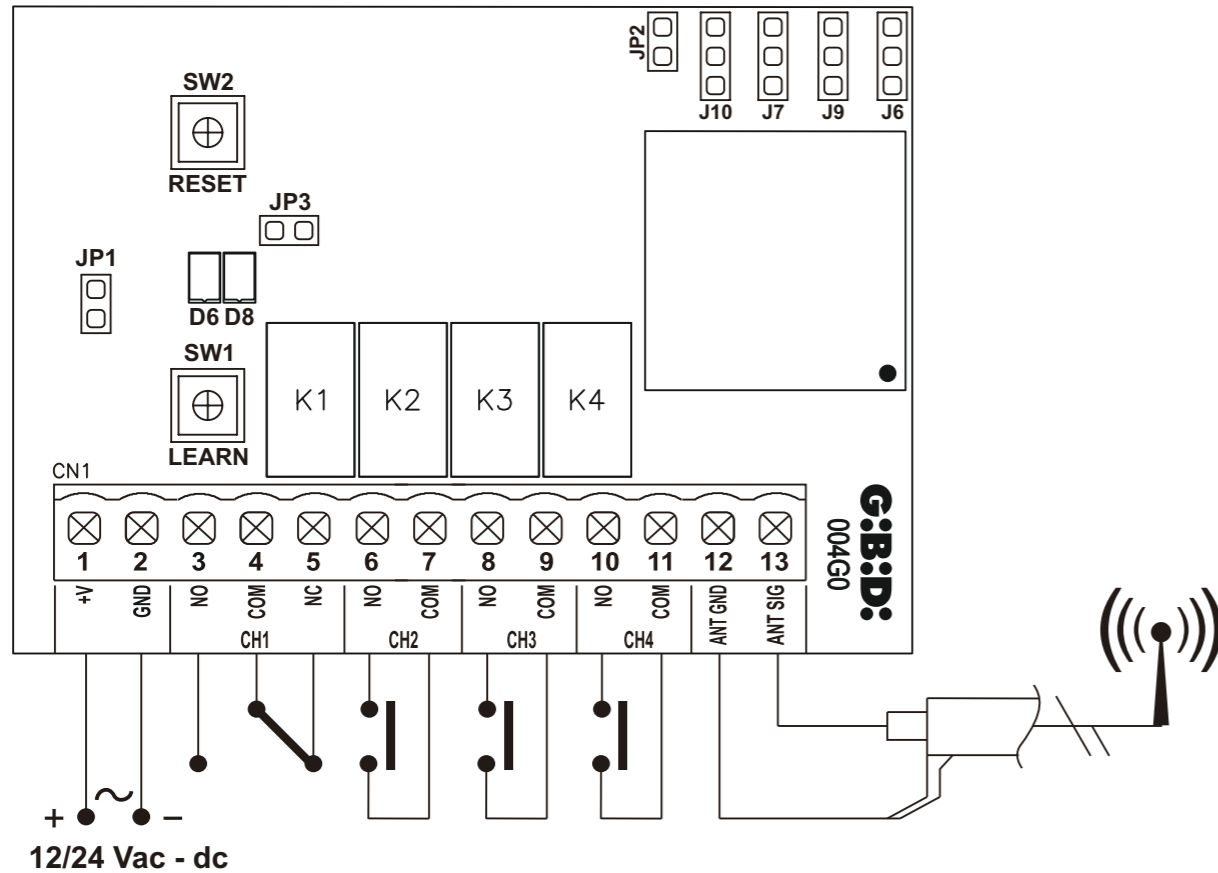 JP2
J10 J7 J9 J6
SW2
RESET
JP3
JP1
D6 D8
SW1
LEARN
K1 K2 K3 K4
CN1
1 2 3 4 5 6 7 8 9 10 11 12 13
+V GND NO COM NC NO COM NO COM NO COM ANT GND ANT SIG
CH1 CH2 CH3 CH4
G:B:D:
004G0
+ ~ –
12/24 Vac - dc